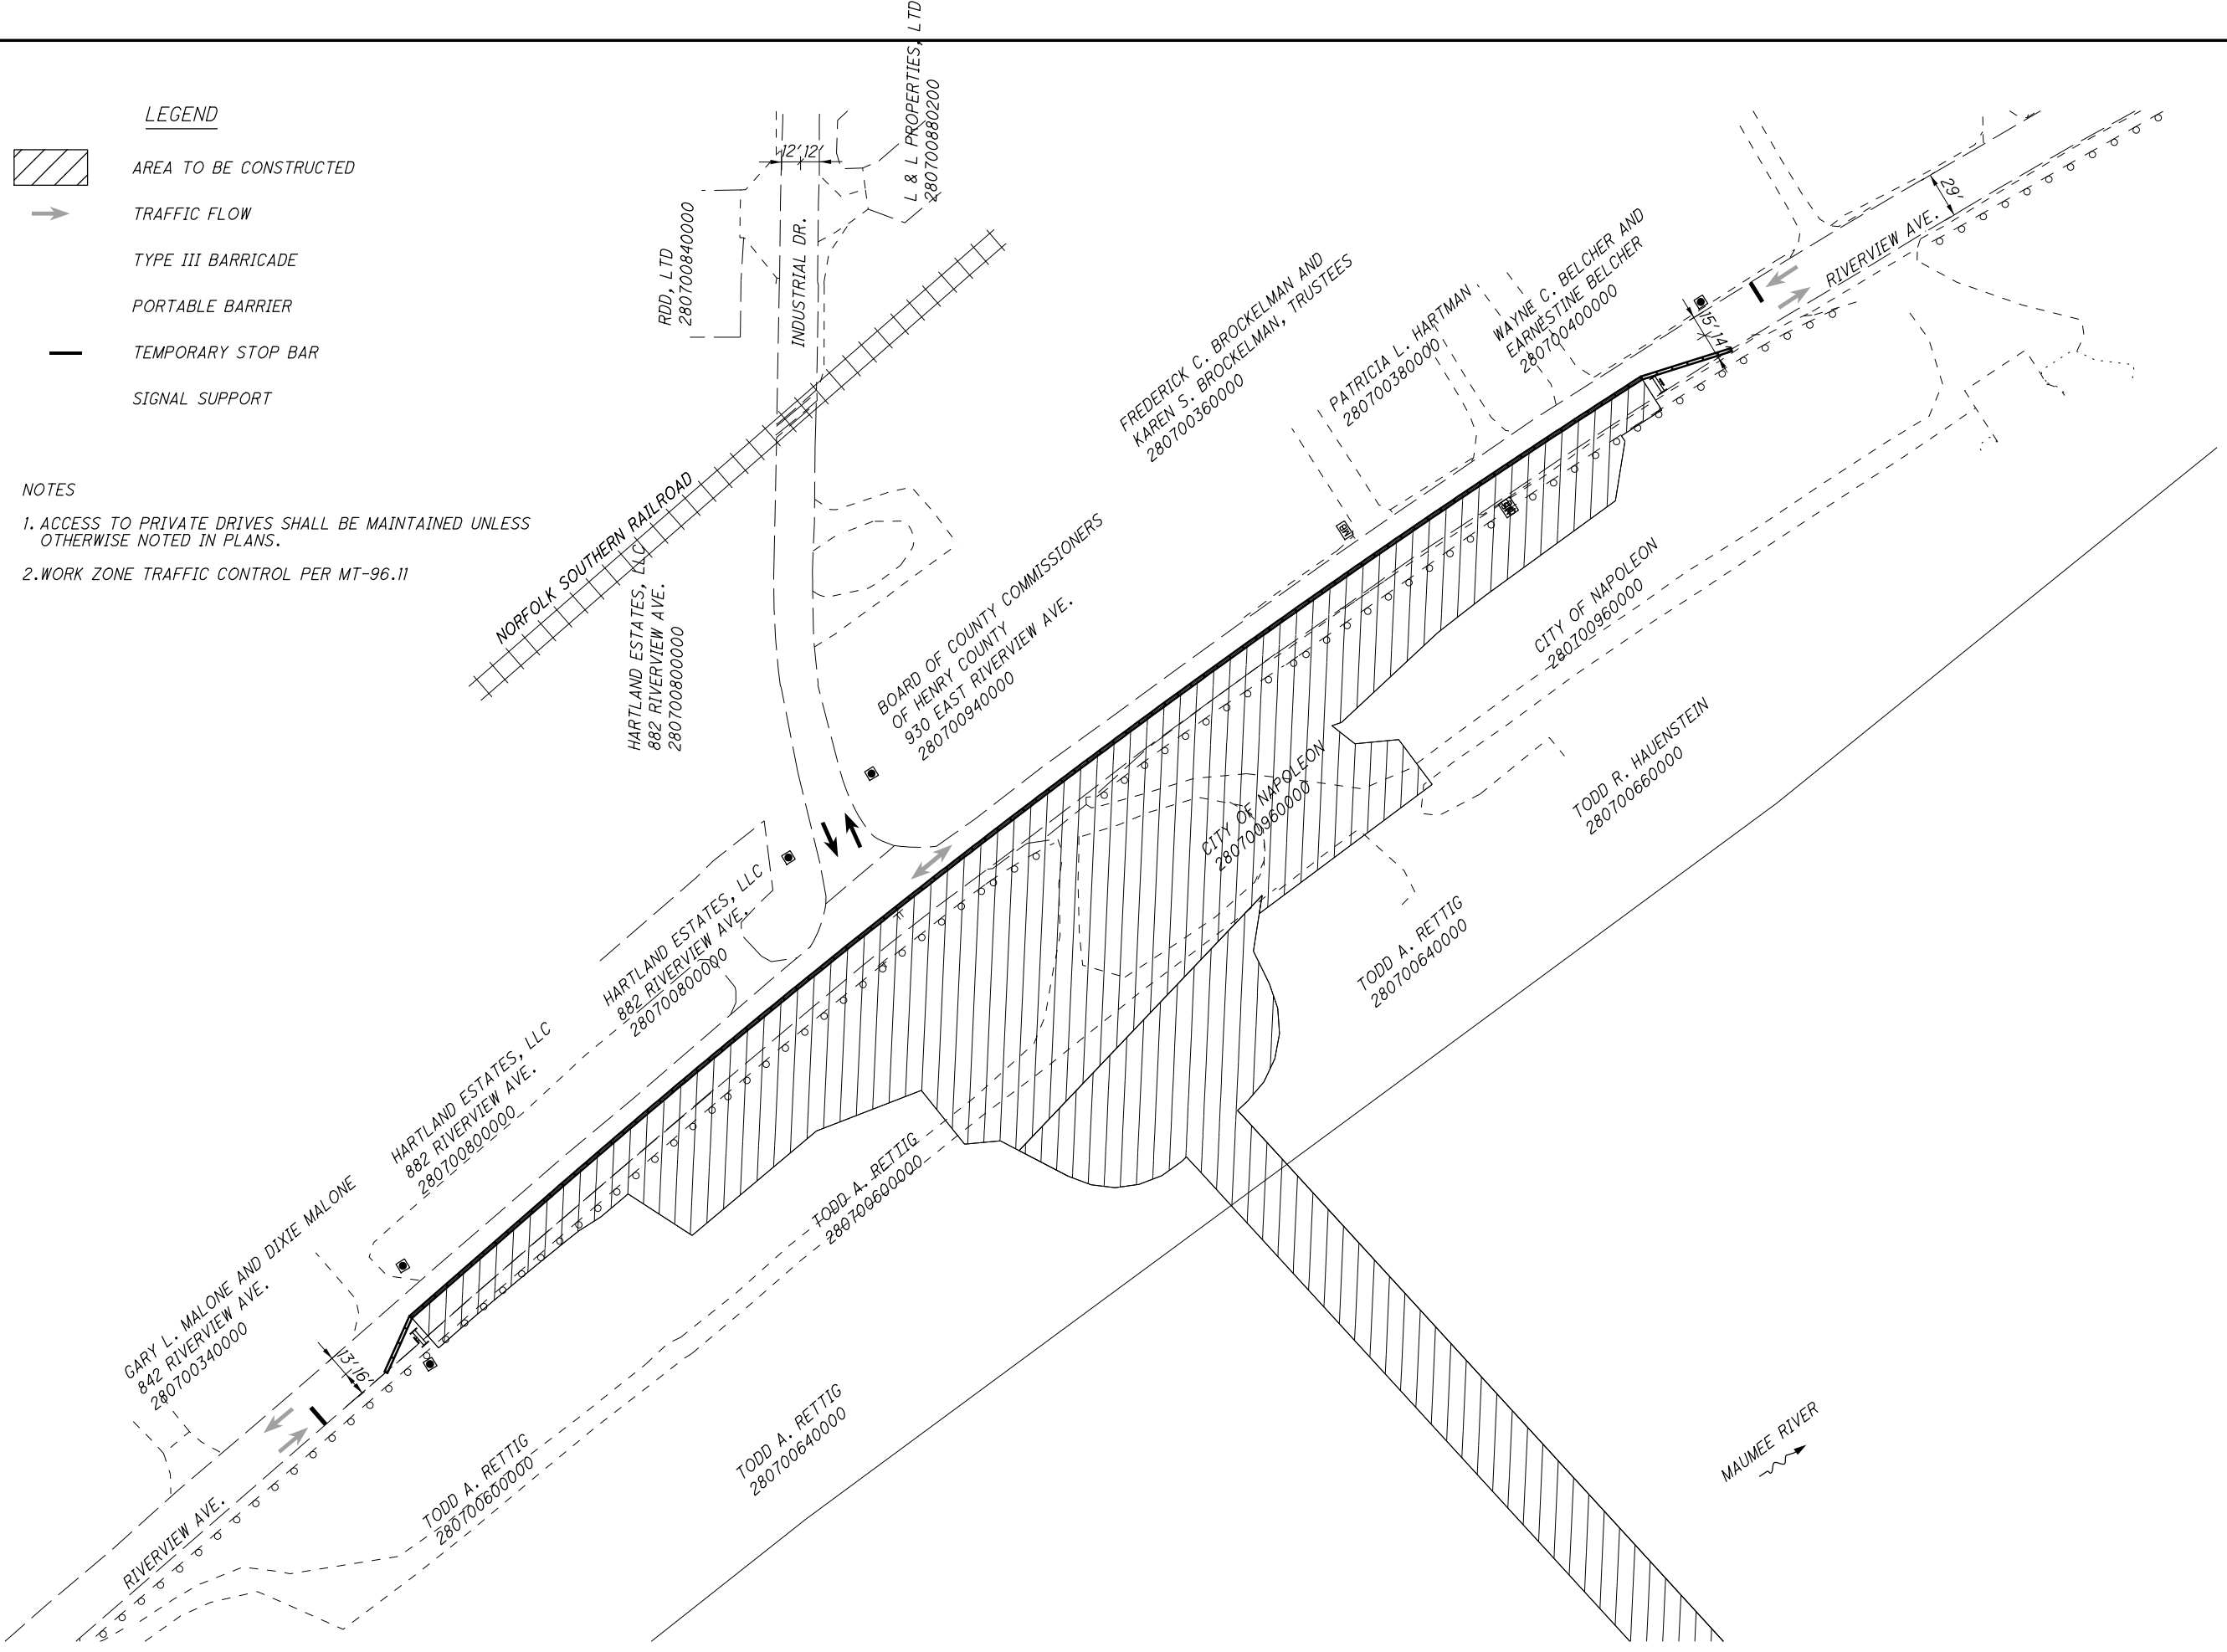 LEGEND
AREA TO BE CONSTRUCTED
TRAFFIC FLOW
TYPE III BARRICADE
PORTABLE BARRIER
TEMPORARY STOP BAR
SIGNAL SUPPORT
NOTES
1. ACCESS TO PRIVATE DRIVES SHALL BE MAINTAINED UNLESS
OTHERWISE NOTED IN PLANS.
2. WORK ZONE TRAFFIC CONTROL PER MT-96.11
12' 12'
L & L PROPERTIES, LTD
280700880200
RDD, LTD
280700840000
INDUSTRIAL DR.
NORFOLK SOUTHERN RAILROAD
HARTLAND ESTATES, LLC
882 RIVERVIEW AVE.
280700800000
BOARD OF COUNTY COMMISSIONERS
OF HENRY COUNTY
930 EAST RIVERVIEW AVE.
280700940000
FREDERICK C. BROCKELMAN AND
KAREN S. BROCKELMAN, TRUSTEES
280700360000
PATRICIA L. HARTMAN
280700380000
WAYNE C. BELCHER AND
EARNESTINE BELCHER
280700400000
29'
RIVERVIEW AVE.
15' 14'
CITY OF NAPOLEON
280700960000
TODD R. HAUENSTEIN
280700660000
CITY OF NAPOLEON
280700960000
TODD A. RETTIG
280700640000
HARTLAND ESTATES, LLC
882 RIVERVIEW AVE.
280700800000
HARTLAND ESTATES, LLC
882 RIVERVIEW AVE.
280700800000
GARY L. MALONE AND DIXIE MALONE
842 RIVERVIEW AVE.
280700340000
13' 16'
TODD A. RETTIG
280700600000
TODD A. RETTIG
280700640000
TODD A. RETTIG
280700600000
RIVERVIEW AVE.
MAUMEE RIVER